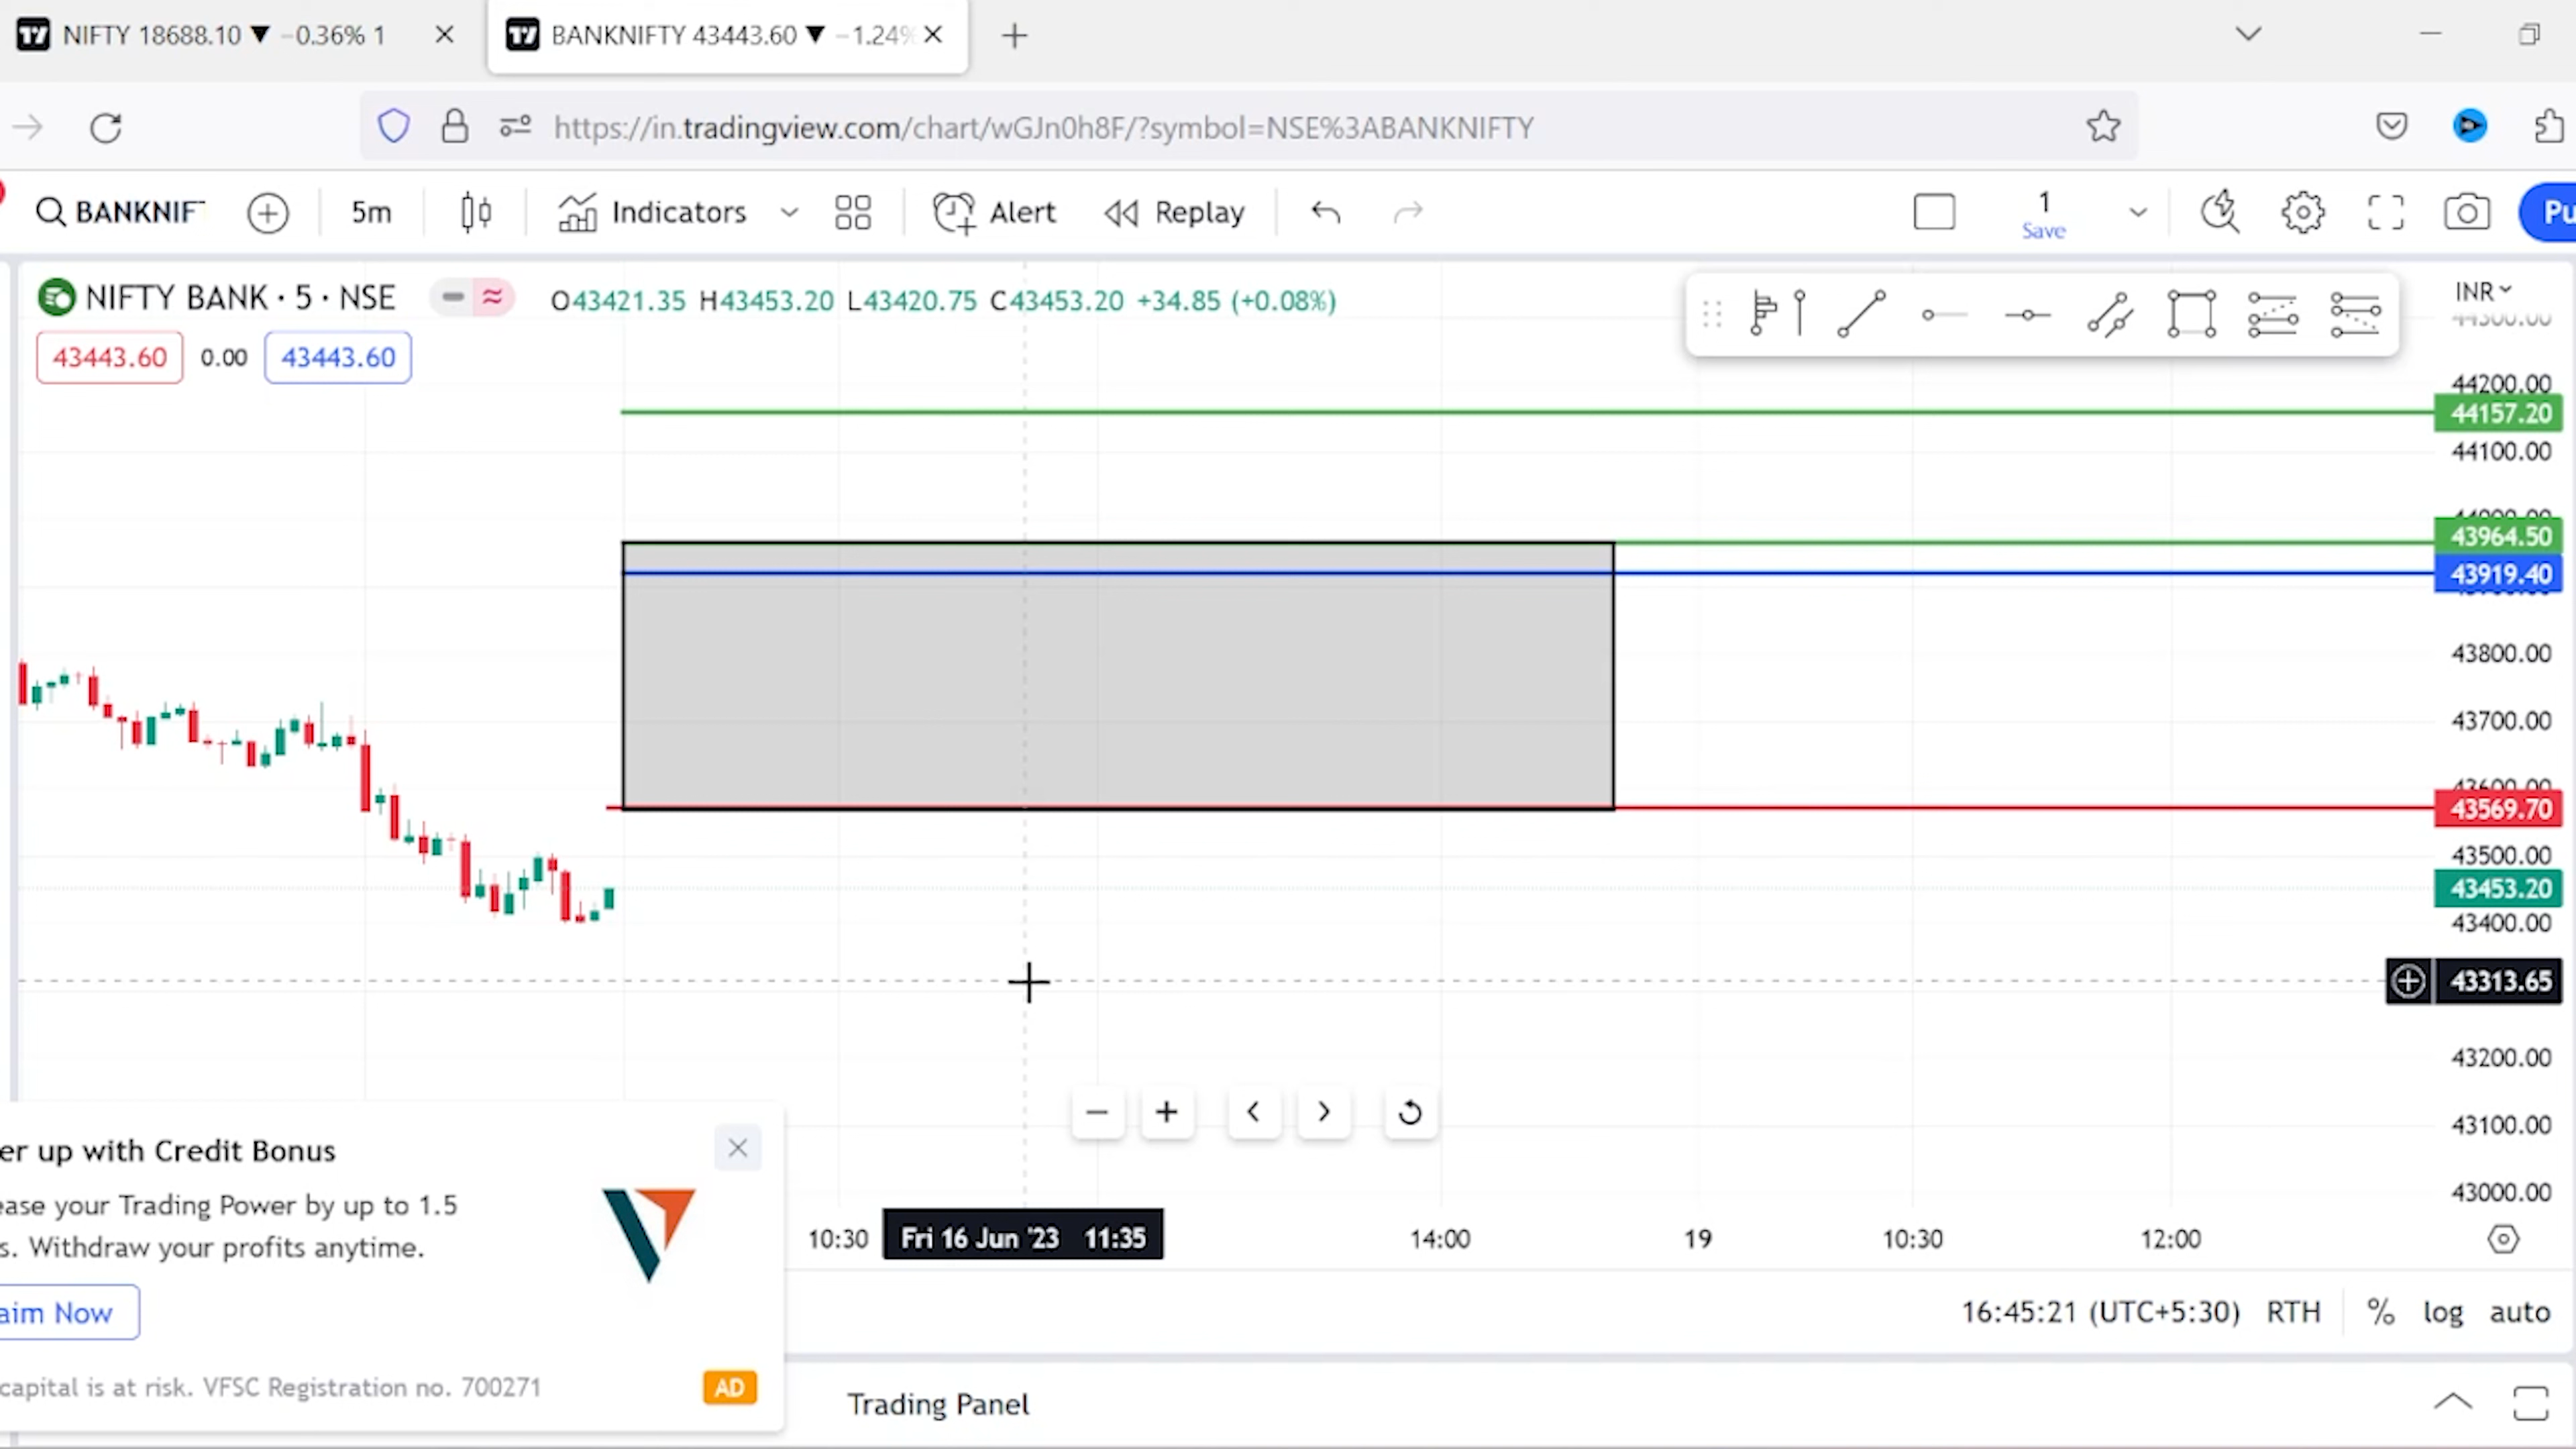 NIFTY 18688.10 ▼ −0.36% 1
BANKNIFTY 43443.60 ▼ −1.24%
https://in.tradingview.com/chart/wGJn0h8F/?symbol=NSE%3ABANKNIFTY
BANKNIF
5m
Indicators
Alert
Replay
1
Save
Pu
NIFTY BANK · 5 · NSE
O43421.35 H43453.20 L43420.75 C43453.20 +34.85 (+0.08%)
INR
43443.60 0.00 43443.60
44300.00
44200.00
44157.20
44100.00
43964.50
43919.40
43800.00
43700.00
43569.70
43500.00
43453.20
43400.00
43313.65
43200.00
43100.00
43000.00
er up with Credit Bonus
ease your Trading Power by up to 1.5
s. Withdraw your profits anytime.
aim Now
capital is at risk. VFSC Registration no. 700271
AD
10:30 Fri 16 Jun '23 11:35 14:00 19 10:30 12:00
16:45:21 (UTC+5:30) RTH % log auto
Trading Panel